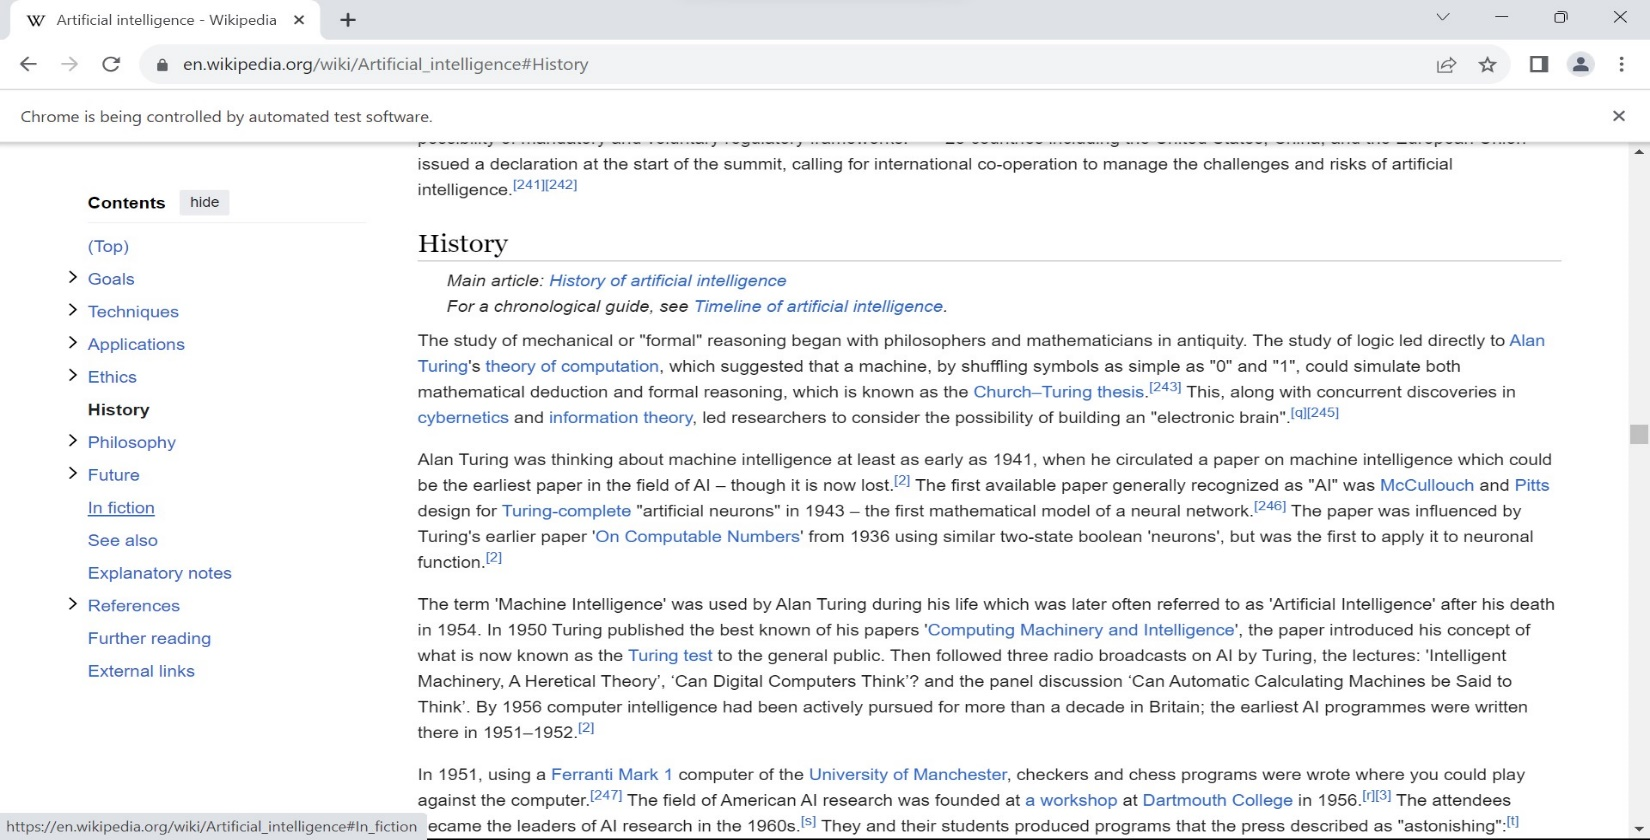 Artificial intelligence - Wikipedia
en.wikipedia.org/wiki/Artificial_intelligence#History
Chrome is being controlled by automated test software.
Contents hide
(Top)
Goals
Techniques
Applications
Ethics
History
Philosophy
Future
In fiction
See also
Explanatory notes
References
Further reading
External links
issued a declaration at the start of the summit, calling for international co-operation to manage the challenges and risks of artificial
intelligence.[241][242]
History
Main article: History of artificial intelligence
For a chronological guide, see Timeline of artificial intelligence.
The study of mechanical or "formal" reasoning began with philosophers and mathematicians in antiquity. The study of logic led directly to Alan
Turing's theory of computation, which suggested that a machine, by shuffling symbols as simple as "0" and "1", could simulate both
mathematical deduction and formal reasoning, which is known as the Church–Turing thesis.[243] This, along with concurrent discoveries in
cybernetics and information theory, led researchers to consider the possibility of building an "electronic brain".[q][245]
Alan Turing was thinking about machine intelligence at least as early as 1941, when he circulated a paper on machine intelligence which could
be the earliest paper in the field of AI – though it is now lost.[2] The first available paper generally recognized as "AI" was McCullouch and Pitts
design for Turing-complete "artificial neurons" in 1943 – the first mathematical model of a neural network.[246] The paper was influenced by
Turing's earlier paper 'On Computable Numbers' from 1936 using similar two-state boolean 'neurons', but was the first to apply it to neuronal
function.[2]
The term 'Machine Intelligence' was used by Alan Turing during his life which was later often referred to as 'Artificial Intelligence' after his death
in 1954. In 1950 Turing published the best known of his papers 'Computing Machinery and Intelligence', the paper introduced his concept of
what is now known as the Turing test to the general public. Then followed three radio broadcasts on AI by Turing, the lectures: 'Intelligent
Machinery, A Heretical Theory’, ‘Can Digital Computers Think’? and the panel discussion ‘Can Automatic Calculating Machines be Said to
Think’. By 1956 computer intelligence had been actively pursued for more than a decade in Britain; the earliest AI programmes were written
there in 1951–1952.[2]
In 1951, using a Ferranti Mark 1 computer of the University of Manchester, checkers and chess programs were wrote where you could play
against the computer.[247] The field of American AI research was founded at a workshop at Dartmouth College in 1956.[r][3] The attendees
ecame the leaders of AI research in the 1960s.[s] They and their students produced programs that the press described as "astonishing":[t]
https://en.wikipedia.org/wiki/Artificial_intelligence#In_fiction